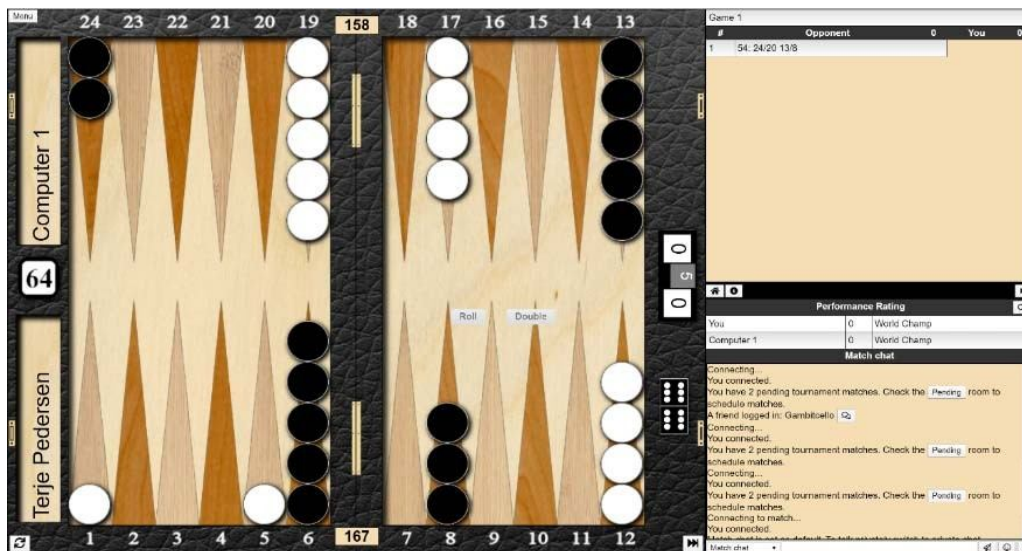 Menu
24 23 22 21 20 19 158 18 17 16 15 14 13
Computer 1
64
Terje Pedersen
Roll Double
0
5
0
1 2 3 4 5 6 167 7 8 9 10 11 12
Game 1
# Opponent 0 You 0
1 54: 24/20 13/8
Performance Rating
You 0 World Champ
Computer 1 0 World Champ
Match chat
Connecting...
You connected.
You have 2 pending tournament matches. Check the Pending room to
schedule matches.
A friend logged in: Gambitoello
Connecting...
You connected.
You have 2 pending tournament matches. Check the Pending room to
schedule matches.
Connecting...
You connected.
You have 2 pending tournament matches. Check the Pending room to
schedule matches.
Connecting to match...
You connected.
Match chat